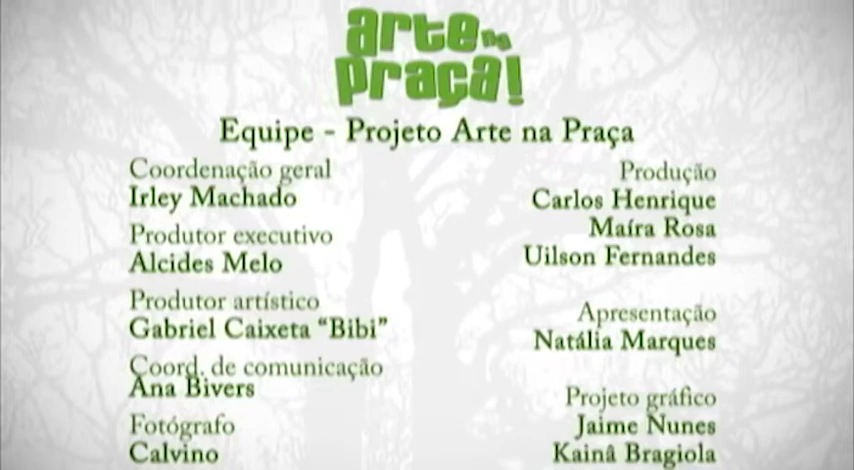 arte na
praça!
Equipe - Projeto Arte na Praça
Coordenação geral
Irley Machado
Produtor executivo
Alcides Melo
Produtor artístico
Gabriel Caixeta “Bibi”
Coord. de comunicação
Ana Bivers
Fotógrafo
Calvino
Produção
Carlos Henrique
Maíra Rosa
Uilson Fernandes
Apresentação
Natália Marques
Projeto gráfico
Jaime Nunes
Kainâ Bragiola